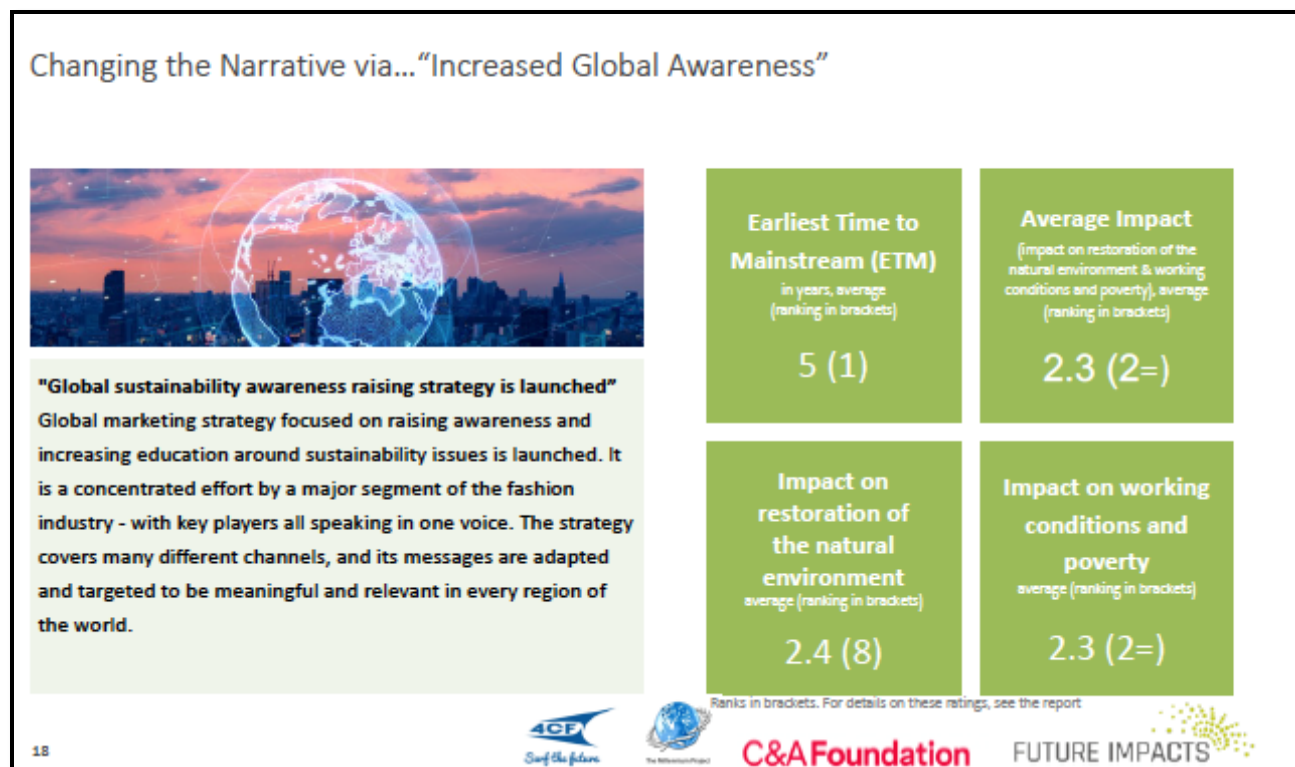 Changing the Narrative via…“Increased Global Awareness”
"Global sustainability awareness raising strategy is launched”
Global marketing strategy focused on raising awareness and
increasing education around sustainability issues is launched. It
is a concentrated effort by a major segment of the fashion
industry - with key players all speaking in one voice. The strategy
covers many different channels, and its messages are adapted
and targeted to be meaningful and relevant in every region of
the world.
Earliest Time to
Mainstream (ETM)
in years, average
(ranking in brackets)
5 (1)
Average Impact
(impact on restoration of the
natural environment & working
conditions and poverty), average
(ranking in brackets)
2.3 (2=)
Impact on
restoration of
the natural
environment
average (ranking in brackets)
2.4 (8)
Impact on working
conditions and
poverty
average (ranking in brackets)
2.3 (2=)
Ranks in brackets. For details on these ratings, see the report
18
4CF
Surf the future
The Millennium Project
C&A Foundation
FUTURE IMPACTS